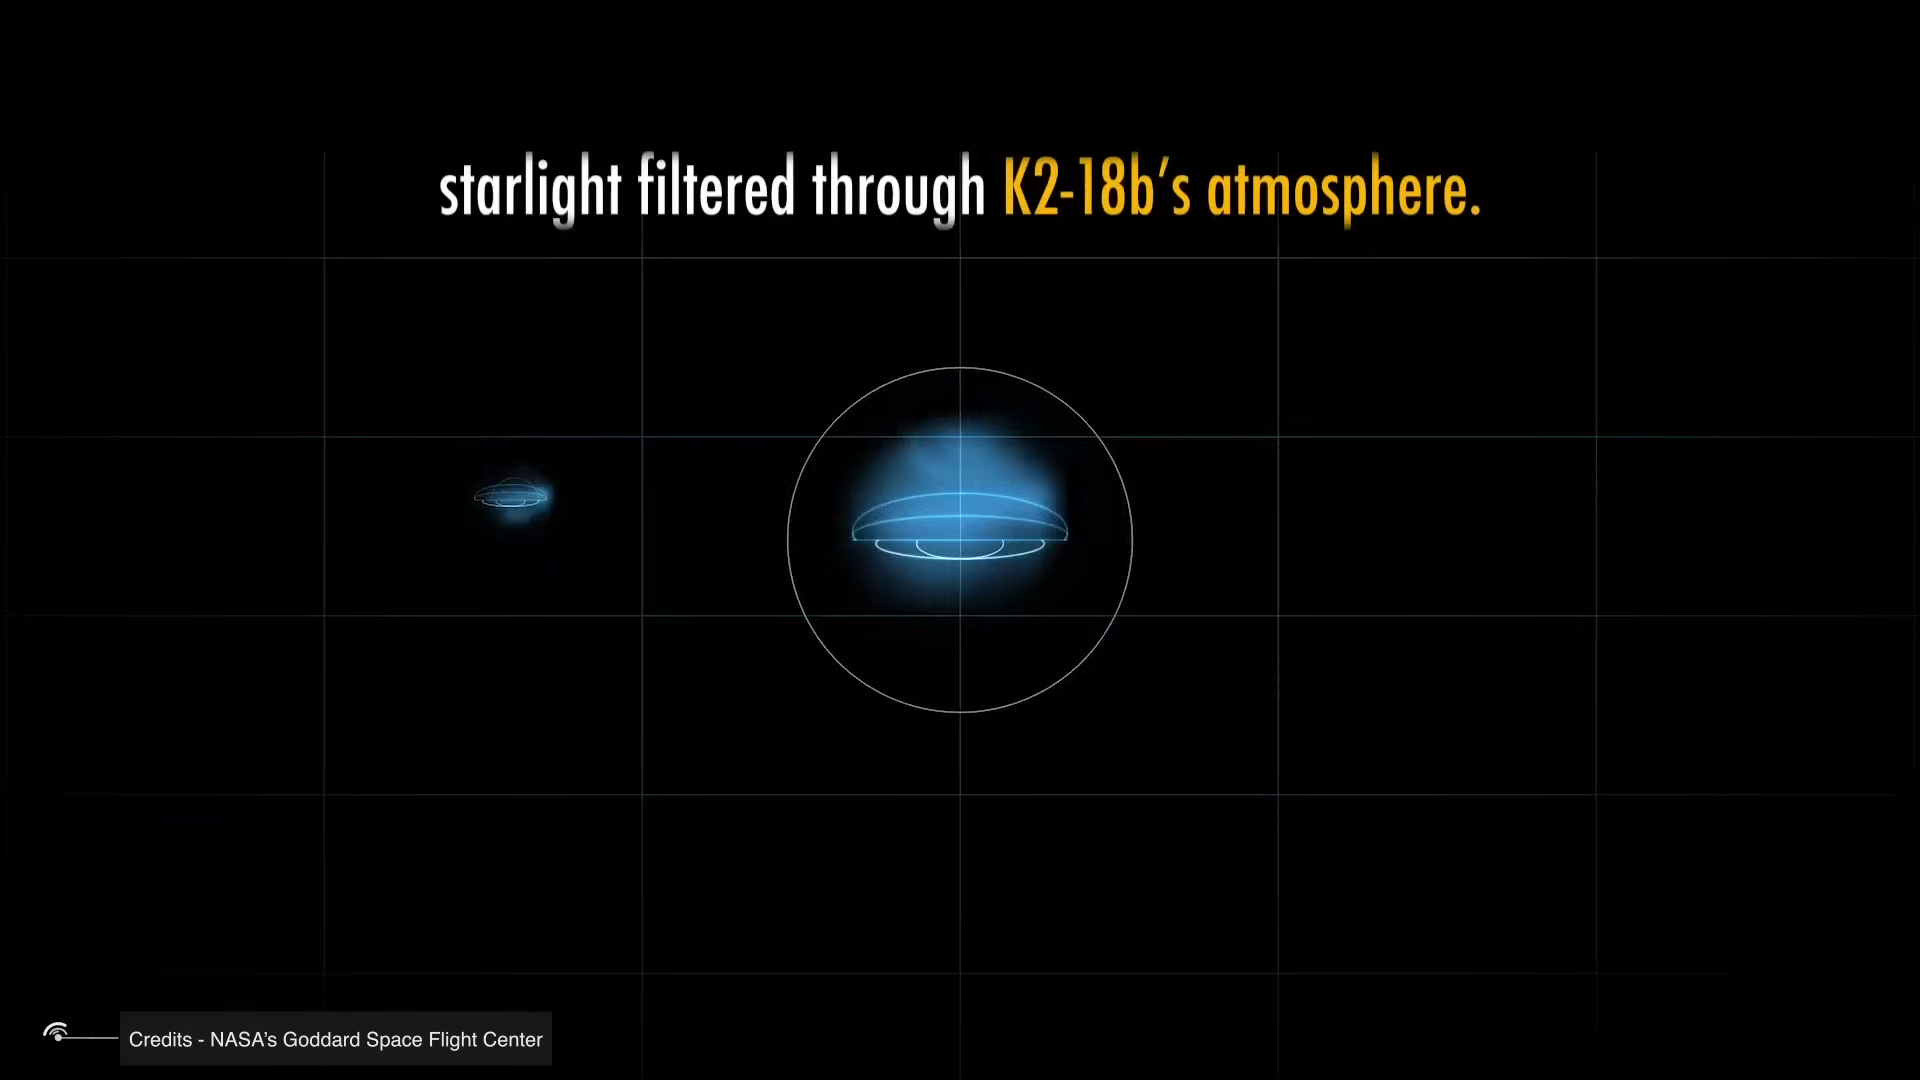 starlight filtered through K2-18b’s atmosphere.
Credits - NASA’s Goddard Space Flight Center